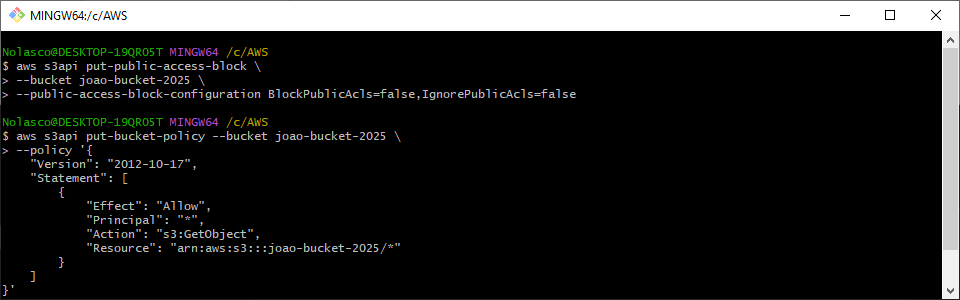 MINGW64:/c/AWS
Nolasco@DESKTOP-19QRO5T MINGW64 /c/AWS
$ aws s3api put-public-access-block \
> --bucket joao-bucket-2025 \
> --public-access-block-configuration BlockPublicAcls=false,IgnorePublicAcls=false
Nolasco@DESKTOP-19QRO5T MINGW64 /c/AWS
$ aws s3api put-bucket-policy --bucket joao-bucket-2025 \
> --policy '{
    "Version": "2012-10-17",
    "Statement": [
        {
            "Effect": "Allow",
            "Principal": "*",
            "Action": "s3:GetObject",
            "Resource": "arn:aws:s3:::joao-bucket-2025/*"
        }
    ]
}'